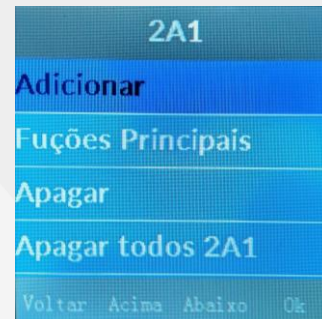 2A1
Adicionar
Fuções Principais
Apagar
Apagar todos 2A1
Voltar Acima Abaixo Ok